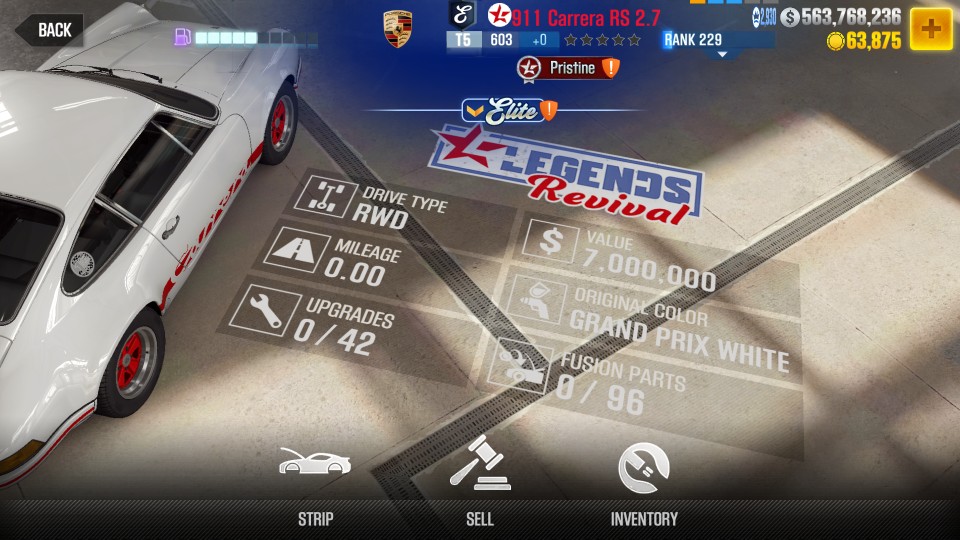 BACK
911 Carrera RS 2.7
2,930
563,768,236
T5 603 +0
RANK 229
63,875
Pristine
Elite
LEGENDS
Revival
DRIVE TYPE
RWD
MILEAGE
0.00
UPGRADES
0 / 42
VALUE
7,000,000
ORIGINAL COLOR
GRAND PRIX WHITE
FUSION PARTS
0 / 96
STRIP
SELL
INVENTORY